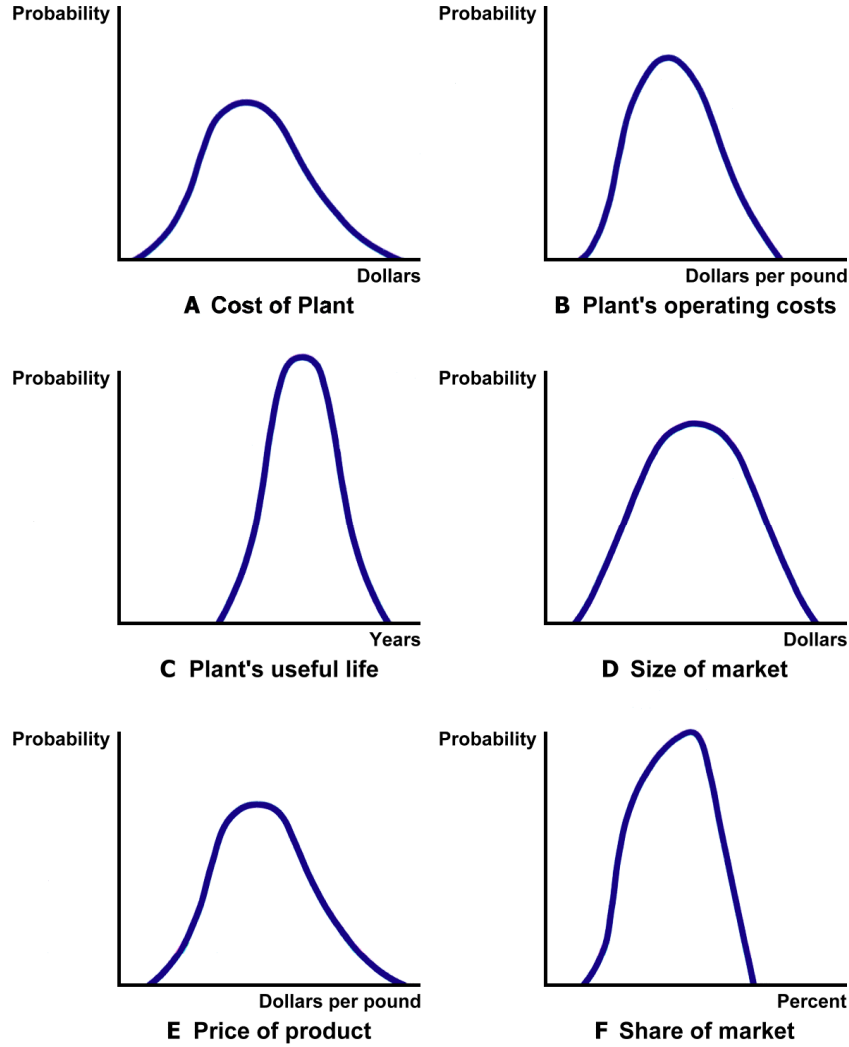 Probability
Probability
Dollars
Dollars per pound
A Cost of Plant
B Plant's operating costs
Probability
Probability
Years
Dollars
C Plant's useful life
D Size of market
Probability
Probability
Dollars per pound
Percent
E Price of product
F Share of market